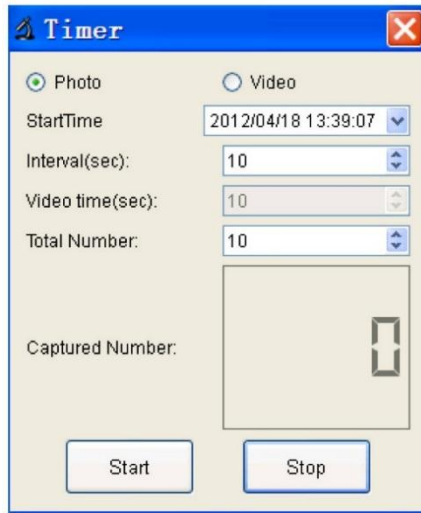 Timer
Photo Video
StartTime 2012/04/18 13:39:07
Interval(sec): 10
Video time(sec): 10
Total Number: 10
Captured Number: 0
Start Stop